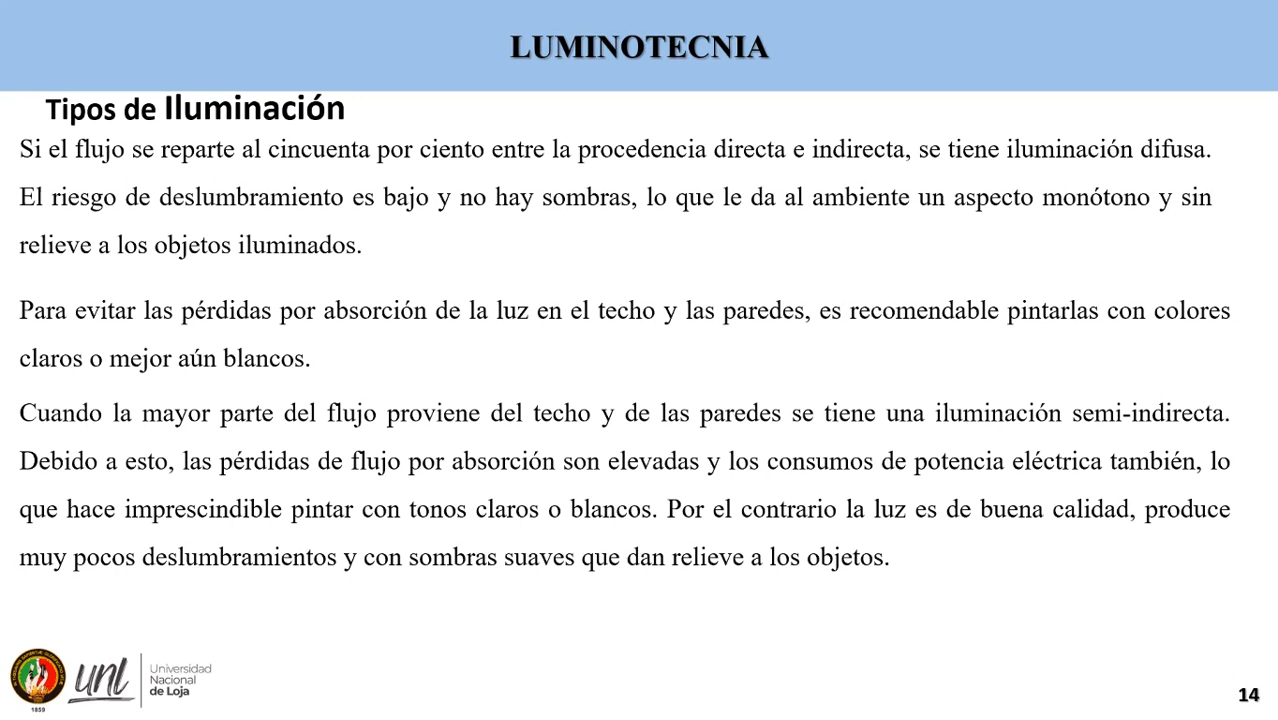 LUMINOTECNIA
Tipos de Iluminación
Si el flujo se reparte al cincuenta por ciento entre la procedencia directa e indirecta, se tiene iluminación difusa.
El riesgo de deslumbramiento es bajo y no hay sombras, lo que le da al ambiente un aspecto monótono y sin
relieve a los objetos iluminados.
Para evitar las pérdidas por absorción de la luz en el techo y las paredes, es recomendable pintarlas con colores
claros o mejor aún blancos.
Cuando la mayor parte del flujo proviene del techo y de las paredes se tiene una iluminación semi-indirecta.
Debido a esto, las pérdidas de flujo por absorción son elevadas y los consumos de potencia eléctrica también, lo
que hace imprescindible pintar con tonos claros o blancos. Por el contrario la luz es de buena calidad, produce
muy pocos deslumbramientos y con sombras suaves que dan relieve a los objetos.
1859
unl
Universidad
Nacional
de Loja
14